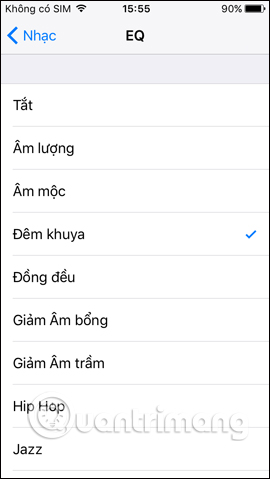 Không có SIM 15:55 90%
Nhạc EQ
Tắt
Âm lượng
Âm mộc
Đêm khuya
Đồng đều
Giảm Âm bổng
Giảm Âm trầm
Hip Hop
Quantrimang
Jazz